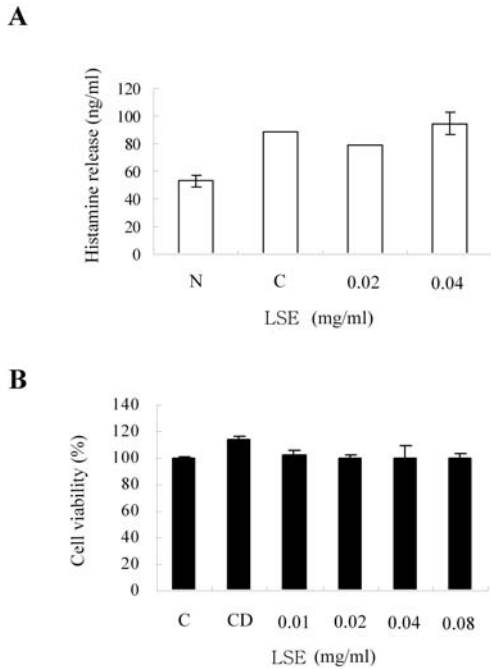 A
Histamine release (ng/ml)
120
100
80
60
40
20
0
N C 0.02 0.04
LSE (mg/ml)
B
Cell viability (%)
140
120
100
80
60
40
20
0
C CD 0.01 0.02 0.04 0.08
LSE (mg/ml)